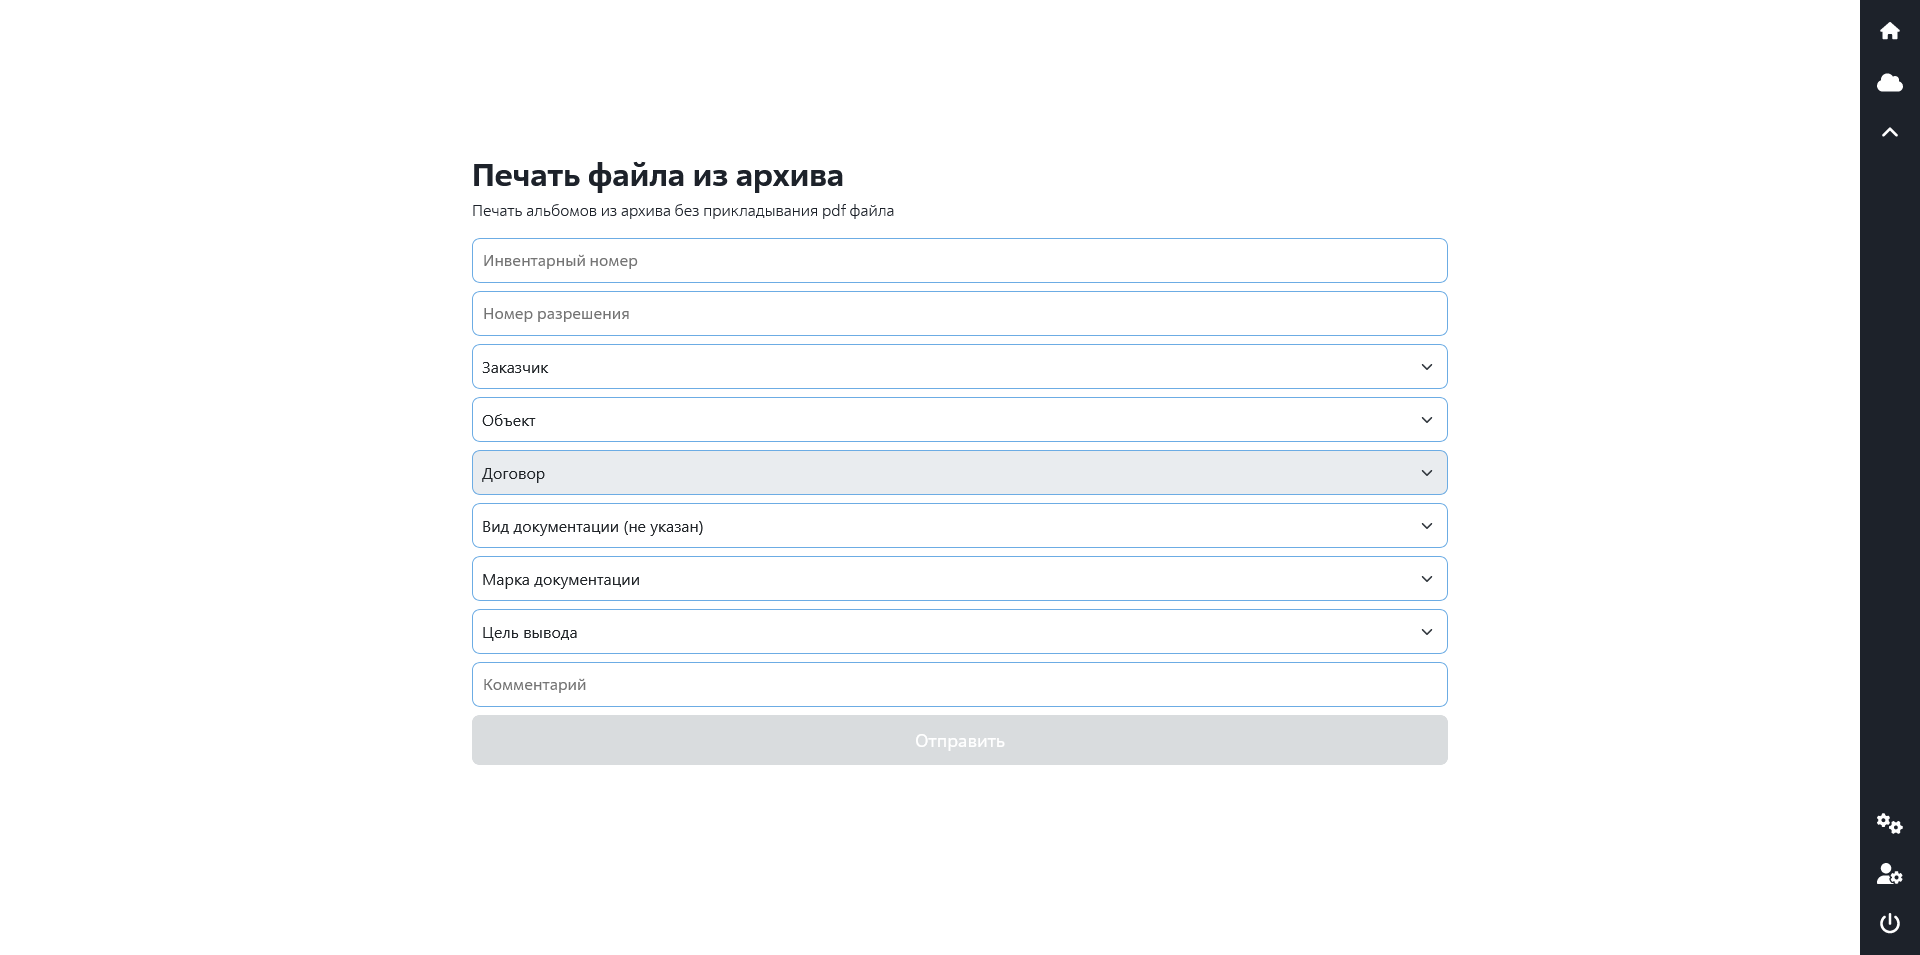 Печать файла из архива
Печать альбомов из архива без прикладывания pdf файла
Инвентарный номер
Номер разрешения
Заказчик
Объект
Договор
Вид документации (не указан)
Марка документации
Цель вывода
Комментарий
Отправить